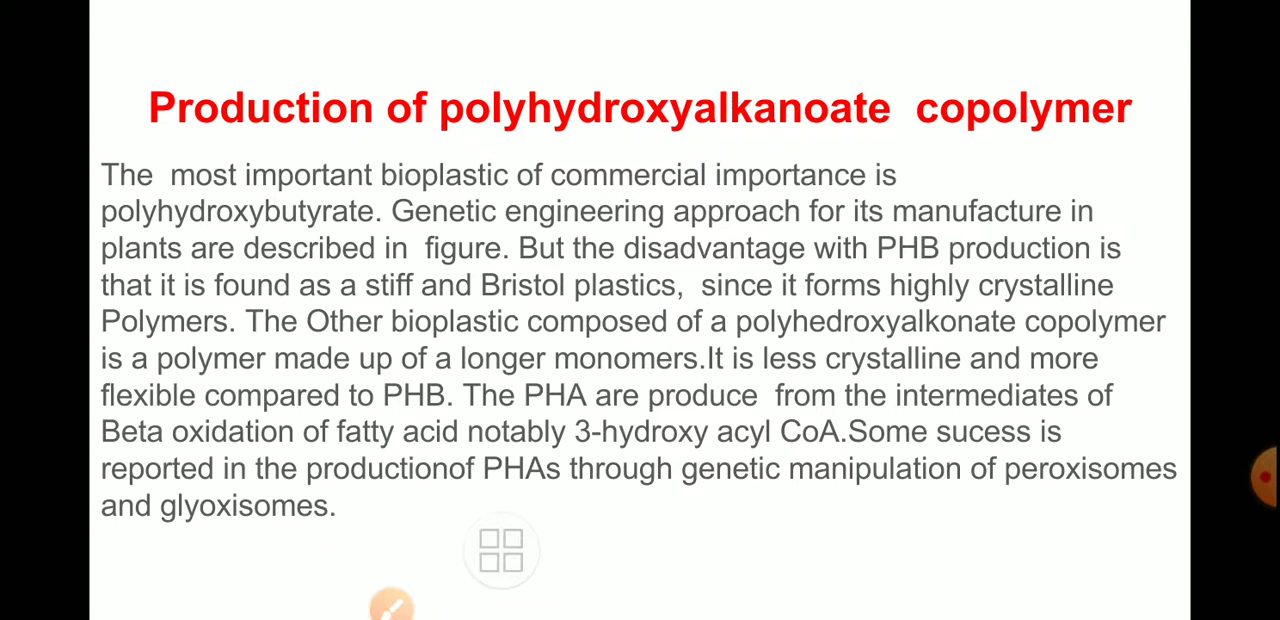 Production of polyhydroxyalkanoate  copolymer
The  most important bioplastic of commercial importance is
polyhydroxybutyrate. Genetic engineering approach for its manufacture in
plants are described in  figure. But the disadvantage with PHB production is
that it is found as a stiff and Bristol plastics,  since it forms highly crystalline
Polymers. The Other bioplastic composed of a polyhedroxyalkonate copolymer
is a polymer made up of a longer monomers.It is less crystalline and more
flexible compared to PHB. The PHA are produce  from the intermediates of
Beta oxidation of fatty acid notably 3-hydroxy acyl CoA.Some sucess is
reported in the productionof PHAs through genetic manipulation of peroxisomes
and glyoxisomes.